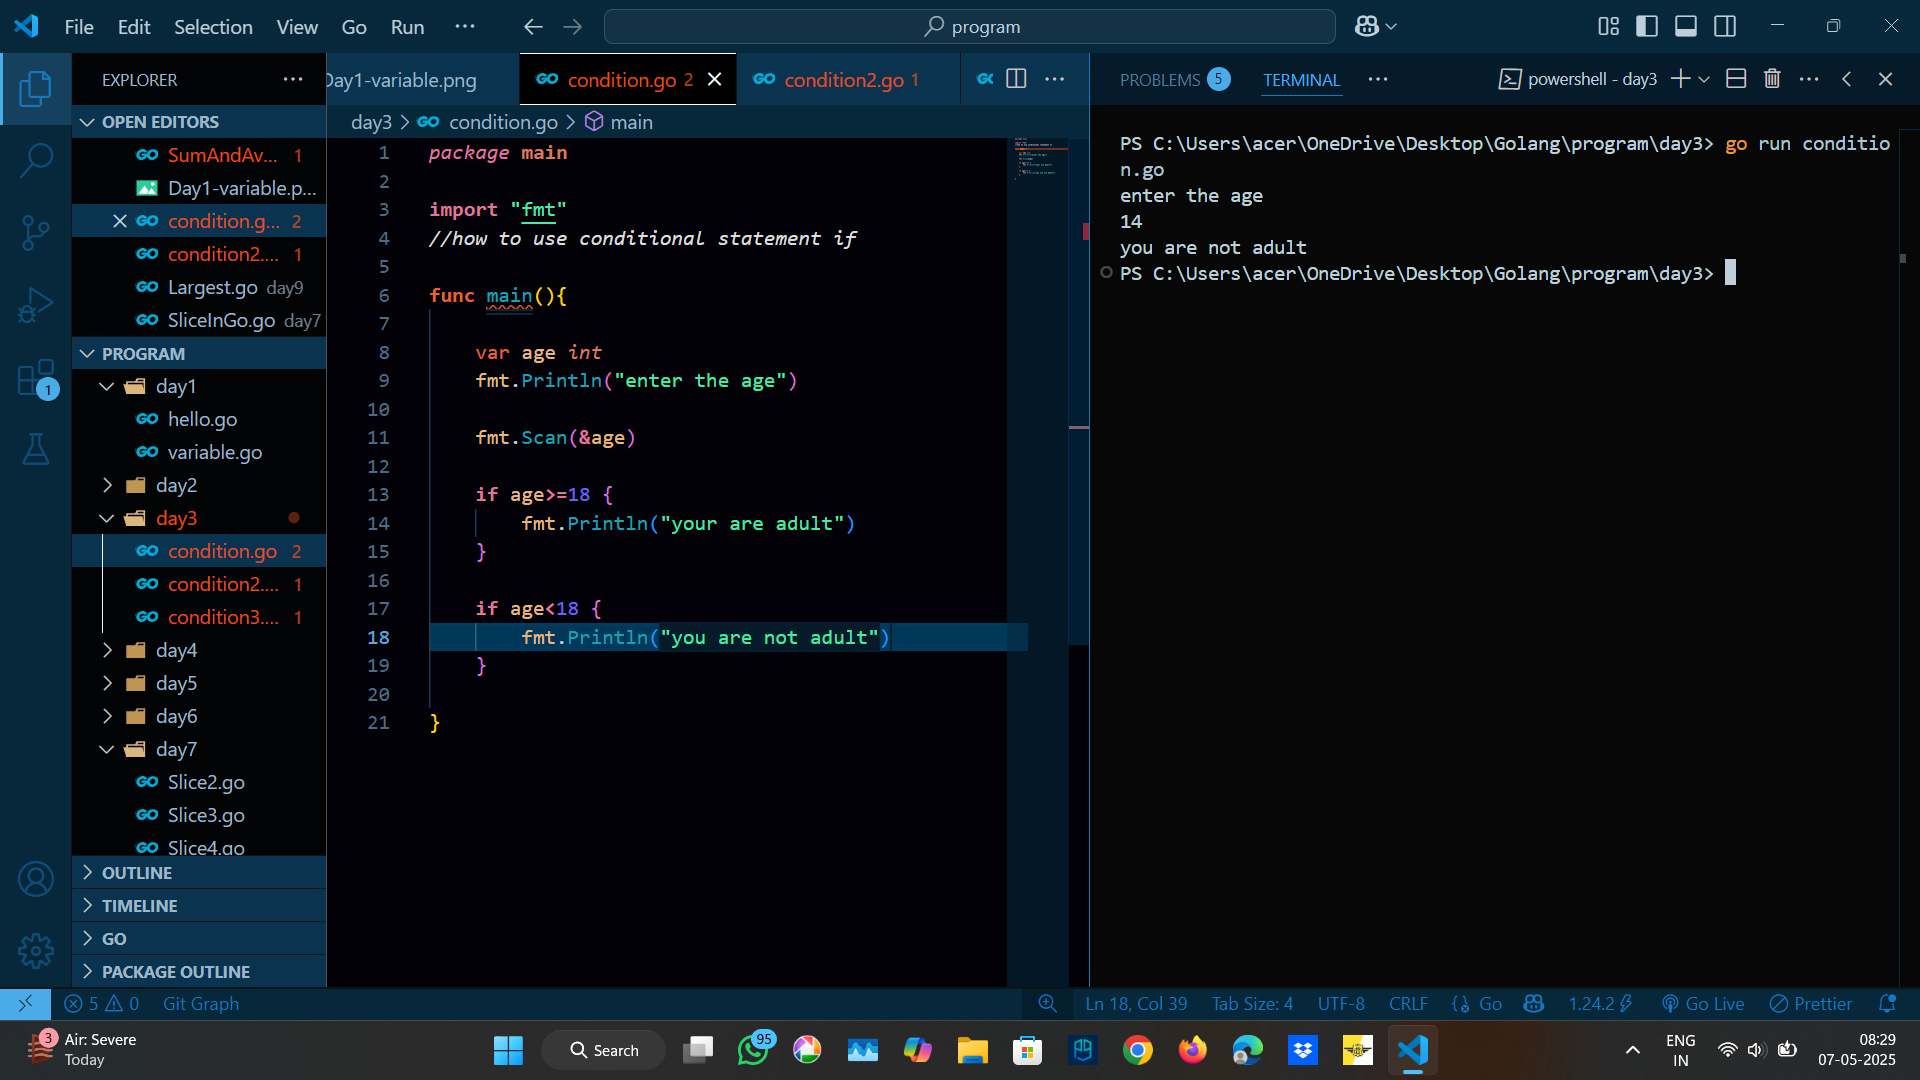 File Edit Selection View Go Run ··· program
EXPLORER ···
OPEN EDITORS
SumAndAv... 1
Day1-variable.p...
condition.g... 2
condition2.... 1
Largest.go day9
SliceInGo.go day7
PROGRAM
day1
hello.go
variable.go
day2
day3
condition.go 2
condition2.... 1
condition3.... 1
day4
day5
day6
day7
Slice2.go
Slice3.go
Slice4.go
OUTLINE
TIMELINE
GO
PACKAGE OUTLINE
Day1-variable.png condition.go 2 condition2.go 1
day3 > condition.go > main
1 package main
2
3 import "fmt"
4 //how to use conditional statement if
5
6 func main(){
7
8 var age int
9 fmt.Println("enter the age")
10
11 fmt.Scan(&age)
12
13 if age>=18 {
14 fmt.Println("your are adult")
15 }
16
17 if age<18 {
18 fmt.Println("you are not adult")
19 }
20
21 }
PROBLEMS 5 TERMINAL ··· powershell - day3
PS C:\Users\acer\OneDrive\Desktop\Golang\program\day3> go run conditio
n.go
enter the age
14
you are not adult
PS C:\Users\acer\OneDrive\Desktop\Golang\program\day3>
1
5 0 Git Graph Ln 18, Col 39 Tab Size: 4 UTF-8 CRLF Go 1.24.2 Go Live Prettier
3 Air: Severe
Today
Search
95
ENG
IN
08:29
07-05-2025